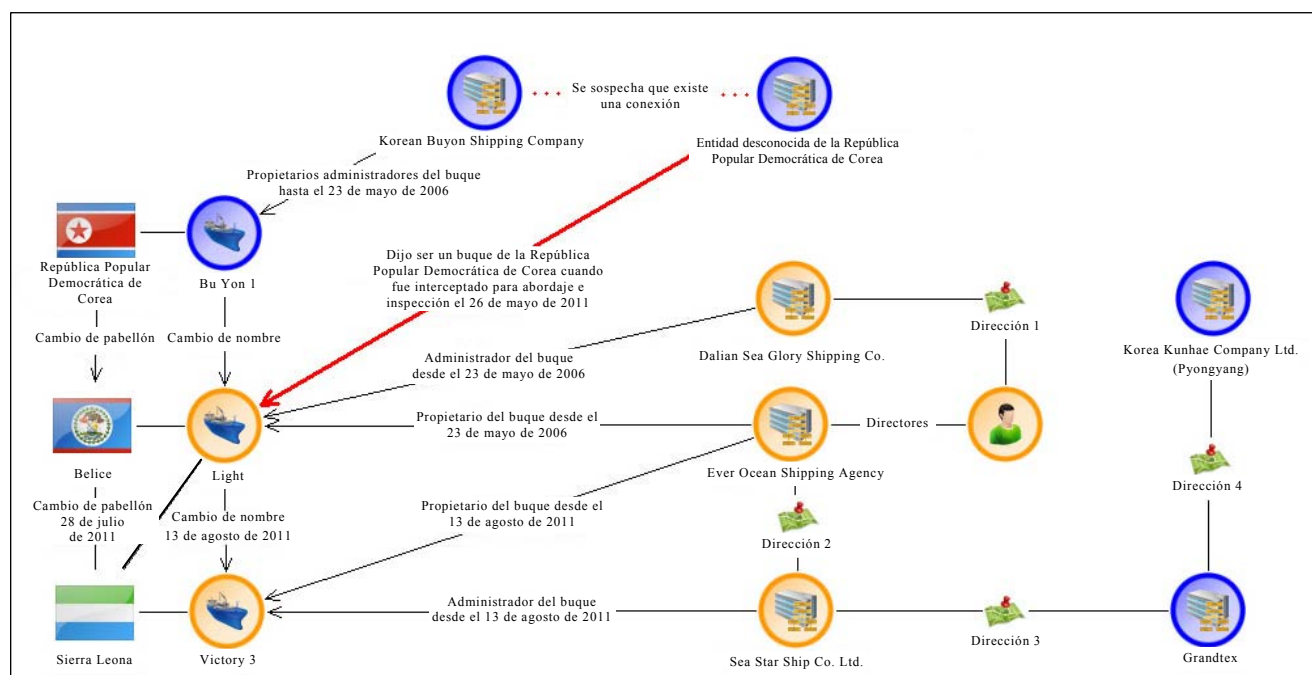 Se sospecha que existe
una conexión
Korean Buyon Shipping Company
Entidad desconocida de la República
Popular Democrática de Corea
Propietarios administradores del buque
hasta el 23 de mayo de 2006
República Popular
Democrática de
Corea
Bu Yon 1
Dijo ser un buque de la República
Popular Democrática de Corea cuando
fue interceptado para abordaje e
inspección el 26 de mayo de 2011
Cambio de pabellón
Cambio de nombre
Administrador del buque
desde el 23 de mayo de 2006
Dalian Sea Glory Shipping Co.
Dirección 1
Korea Kunhae Company Ltd.
(Pyongyang)
Propietario del buque desde el
23 de mayo de 2006
Directores
Belice
Light
Ever Ocean Shipping Agency
Cambio de pabellón
28 de julio
de 2011
Cambio de nombre
13 de agosto de 2011
Propietario del buque desde el
13 de agosto de 2011
Dirección 2
Dirección 4
Administrador del buque
desde el 13 de agosto de 2011
Dirección 3
Sierra Leona
Victory 3
Sea Star Ship Co. Ltd.
Grandtex